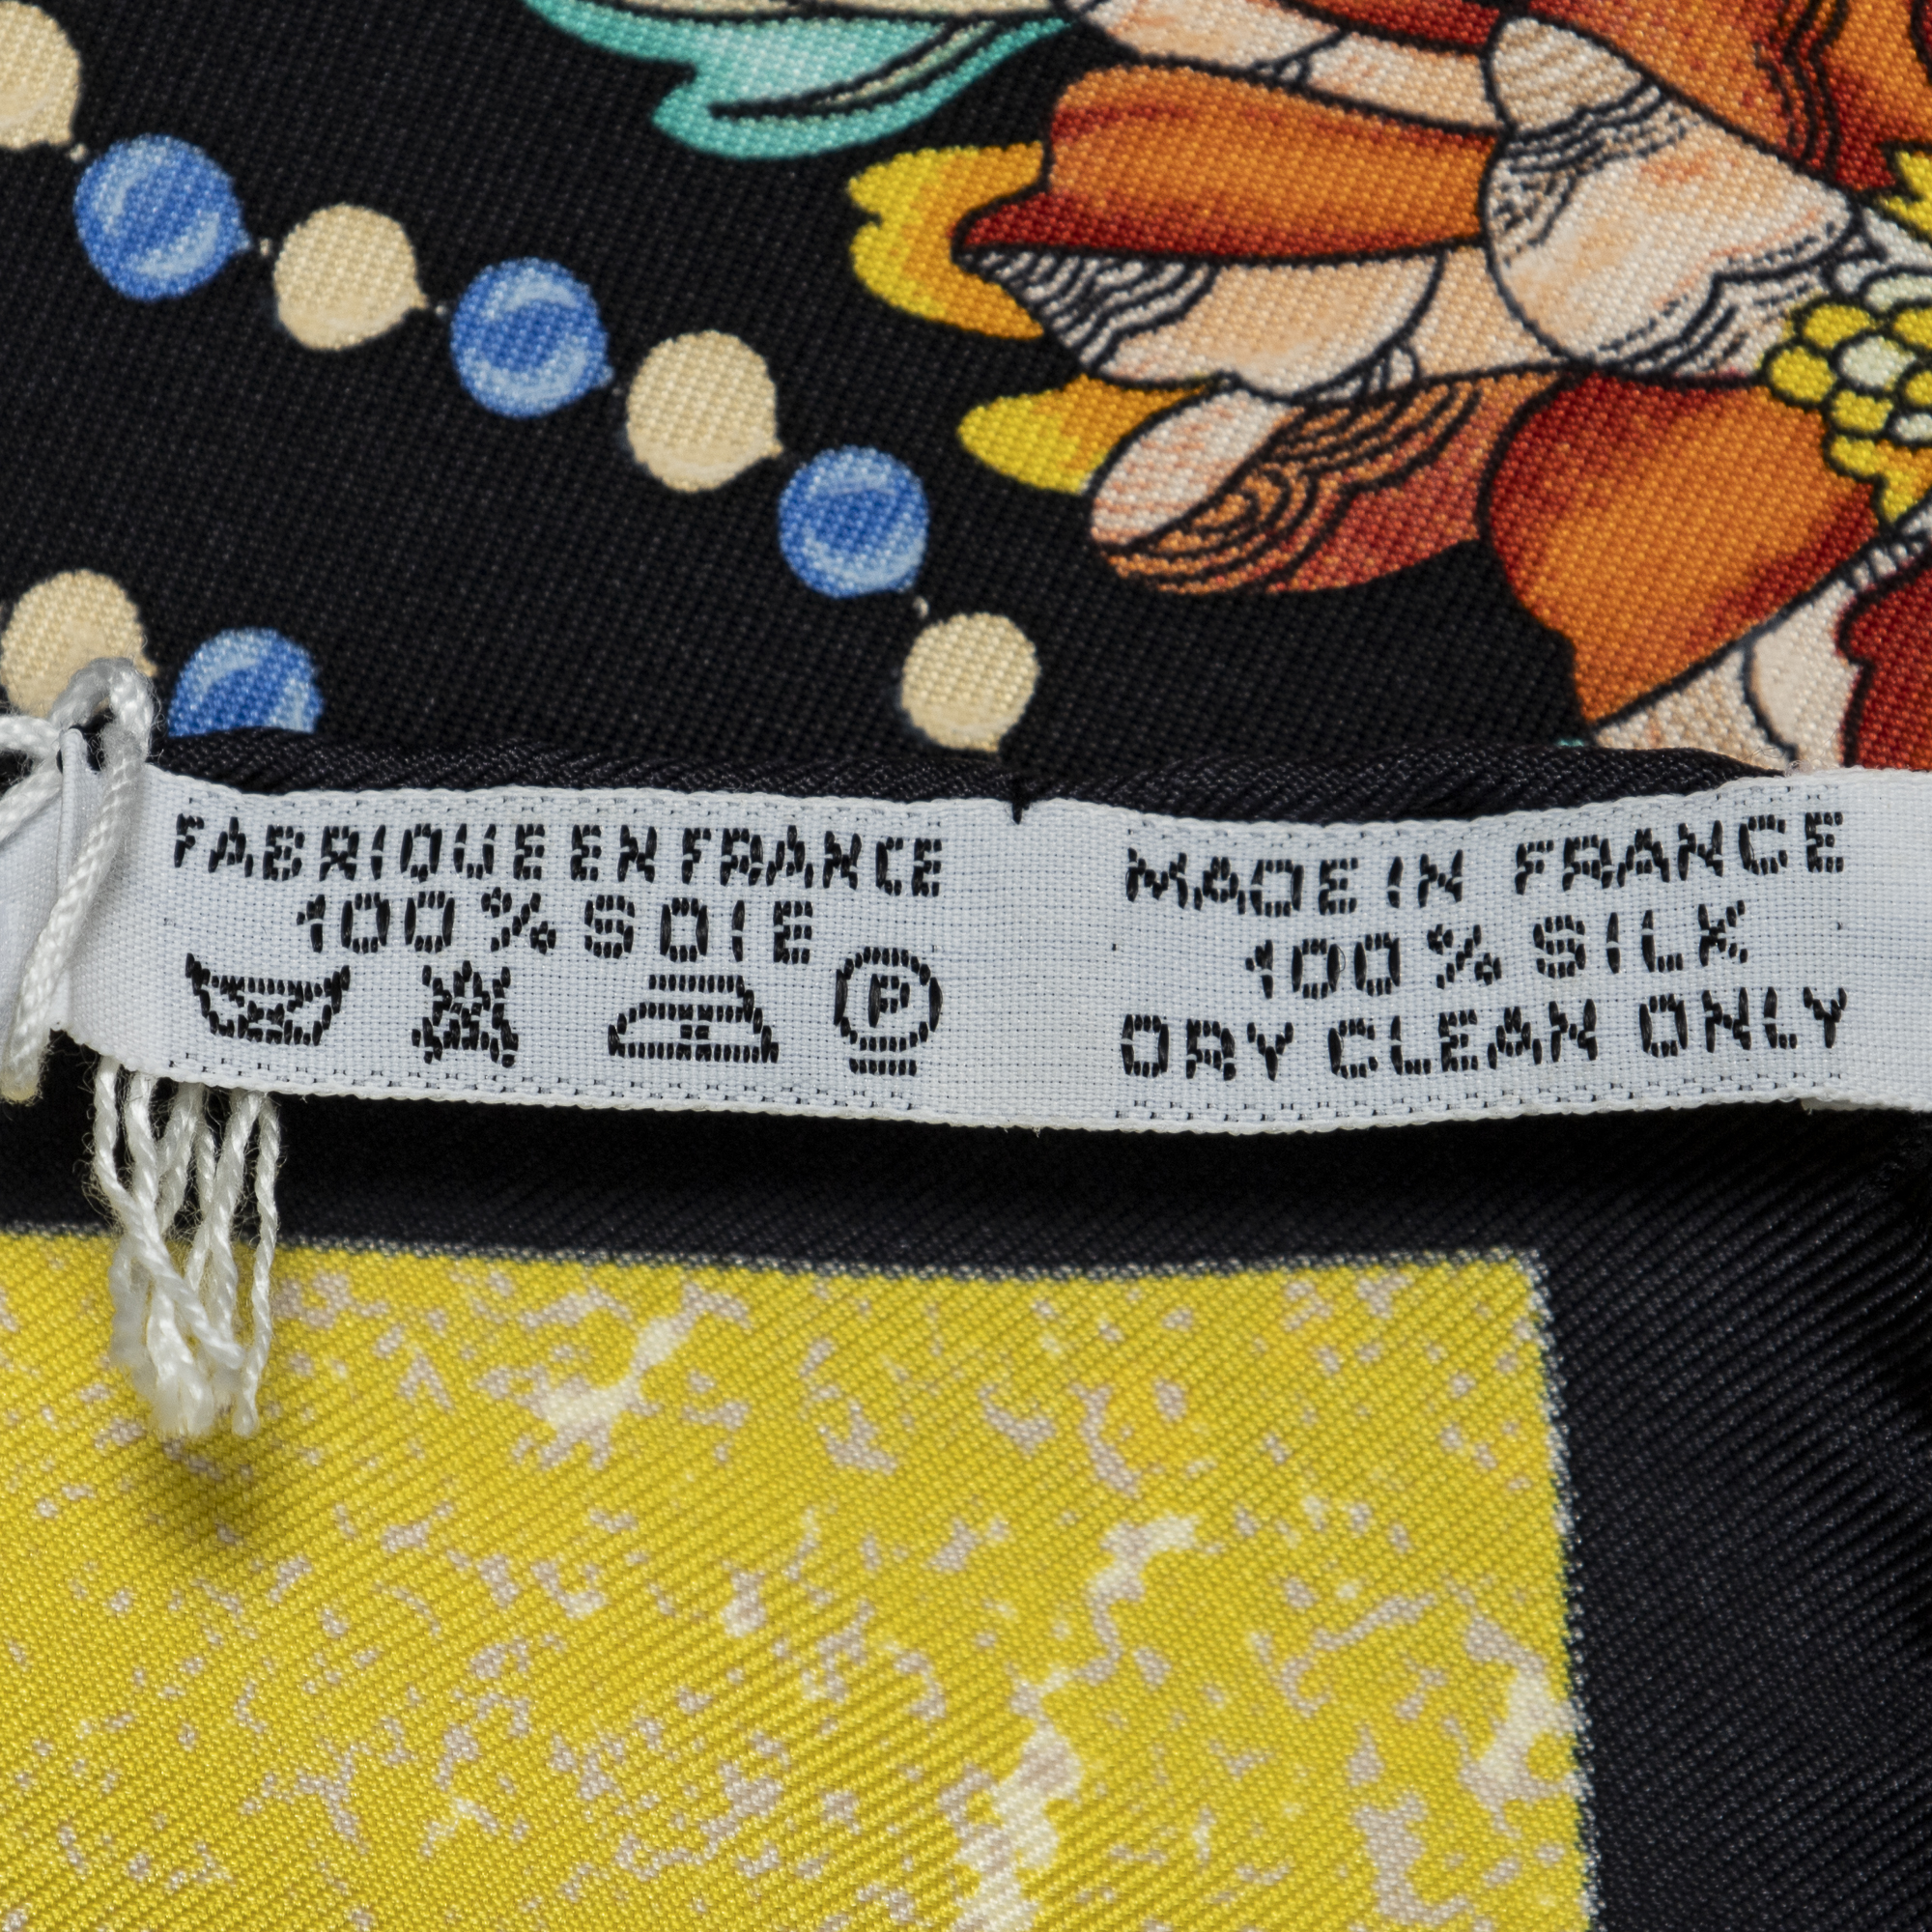 FABRIQUE EN FRANCE
100% SOIE
P
MADE IN FRANCE
100% SILK
DRY CLEAN ONLY